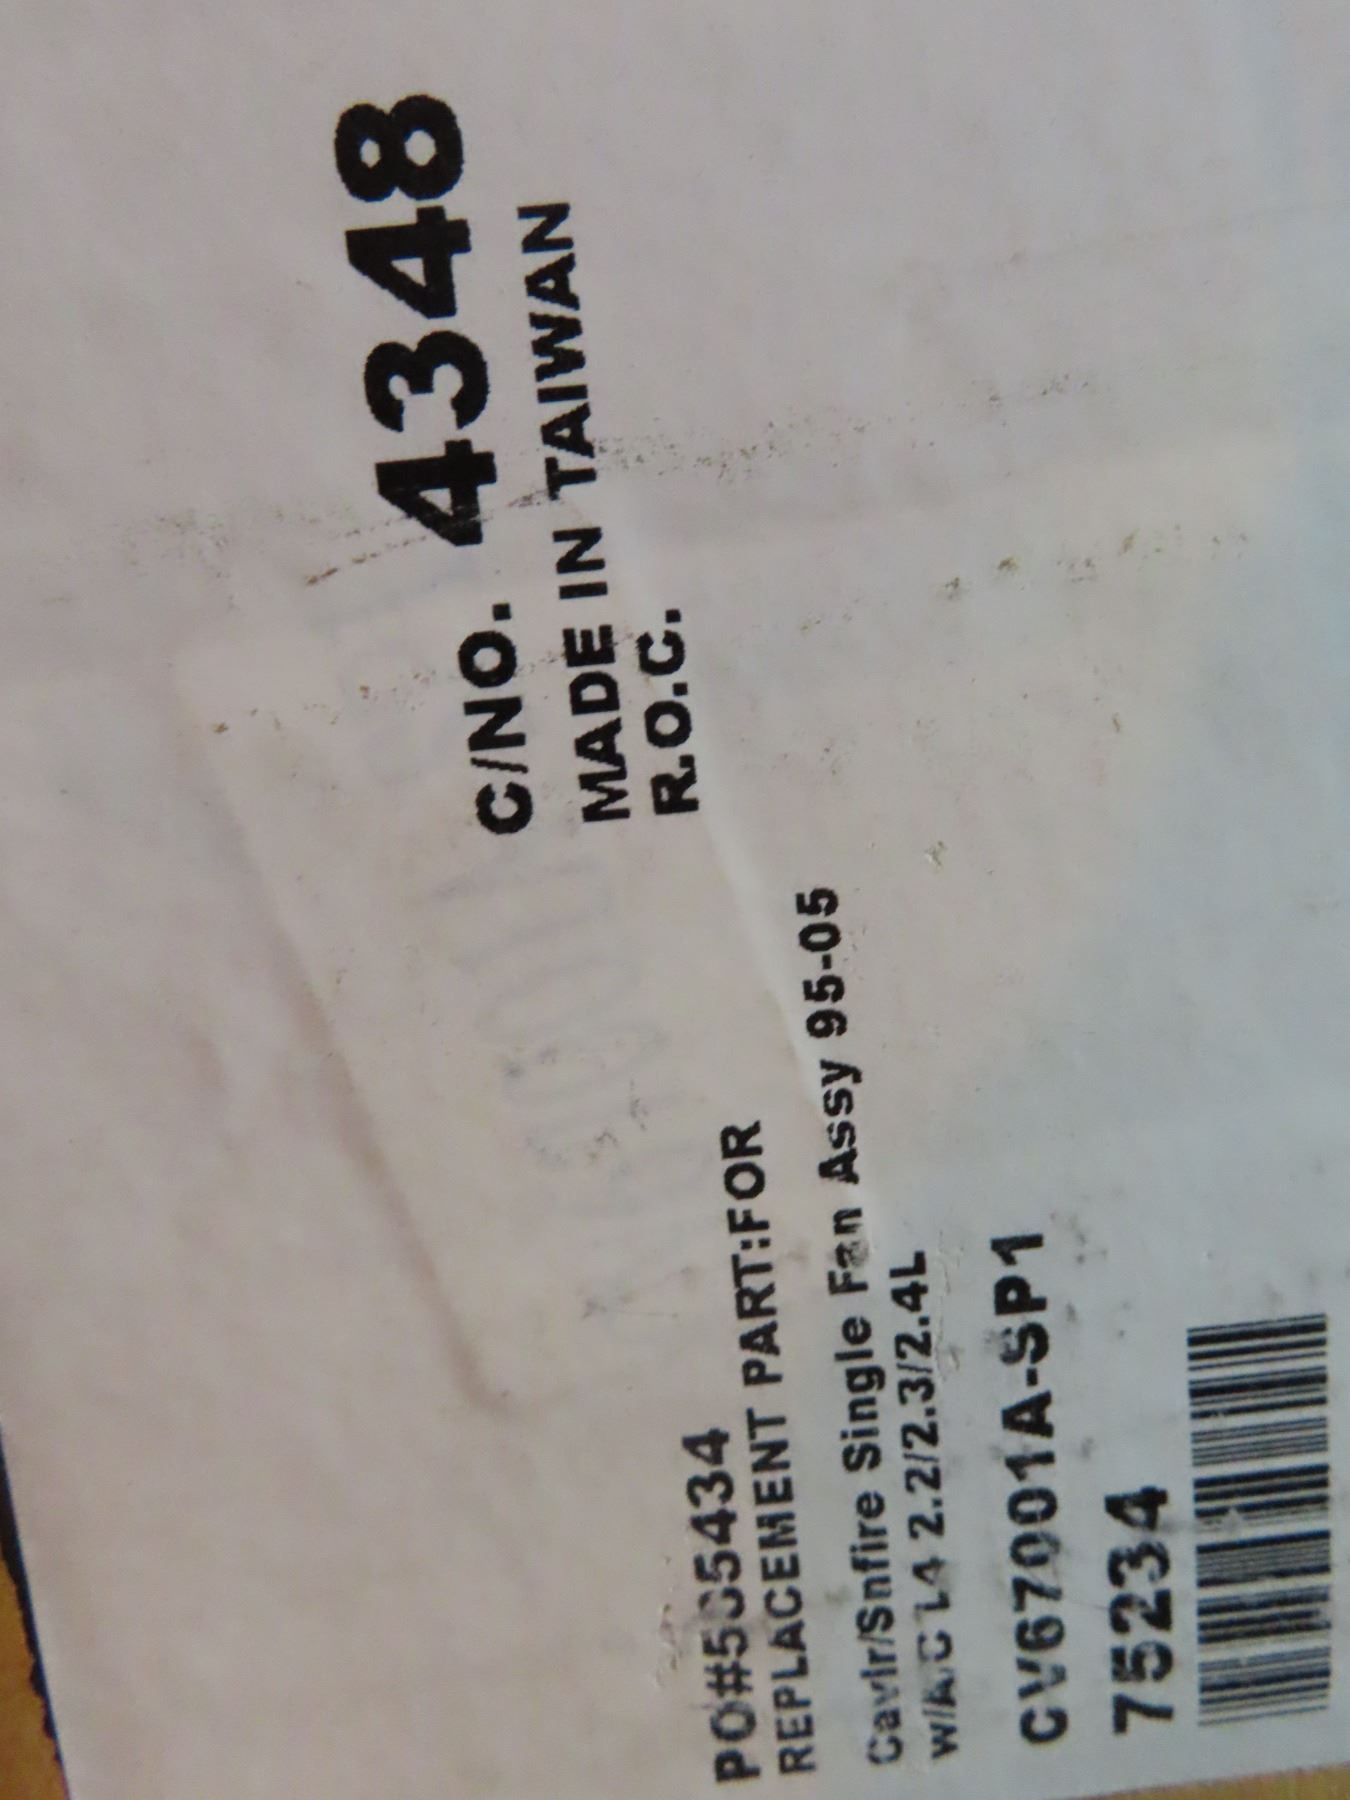 C/NO. 4348
MADE IN TAIWAN
R.O.C.
REPLACEMENT PART:FOR
Cavlr/Snfire Single Fan Assy 95-05
W/A/C L4 2.2/2.3/2.4L
CV67001A-SP1
75234